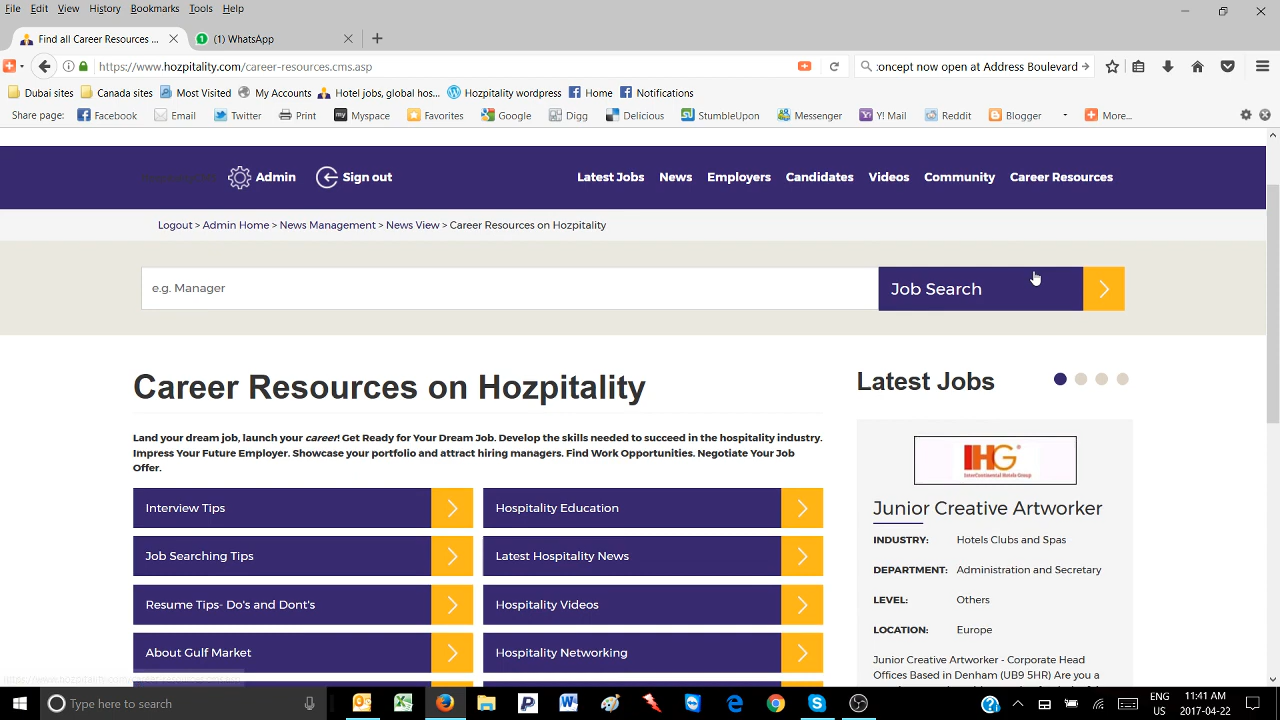 File Edit View History Bookmarks Tools Help
Find all Career Resources ...
(1) WhatsApp
https://www.hozpitality.com/career-resources.cms.asp
:oncept now open at Address Boulevard
Dubai sites Canada sites Most Visited My Accounts Hotel jobs, global hos... Hozpitality wordpress Home Notifications
Share page: Facebook Email Twitter Print Myspace Favorites Google Digg Delicious StumbleUpon Messenger Y! Mail Reddit Blogger More...
Admin Sign out Latest Jobs News Employers Candidates Videos Community Career Resources
Logout > Admin Home > News Management > News View > Career Resources on Hozpitality
e.g. Manager
Job Search
Career Resources on Hozpitality
Land your dream job, launch your career! Get Ready for Your Dream Job. Develop the skills needed to succeed in the hospitality industry.
Impress Your Future Employer. Showcase your portfolio and attract hiring managers. Find Work Opportunities. Negotiate Your Job
Offer.
Interview Tips
Hospitality Education
Job Searching Tips
Latest Hospitality News
Resume Tips- Do's and Dont's
Hospitality Videos
About Gulf Market
Hospitality Networking
Latest Jobs
IHG
InterContinental Hotels Group
Junior Creative Artworker
INDUSTRY: Hotels Clubs and Spas
DEPARTMENT: Administration and Secretary
LEVEL: Others
LOCATION: Europe
Junior Creative Artworker - Corporate Head
Offices Based in Denham (UB9 5HR) Are you a
Type here to search
ENG
US
11:41 AM
2017-04-22